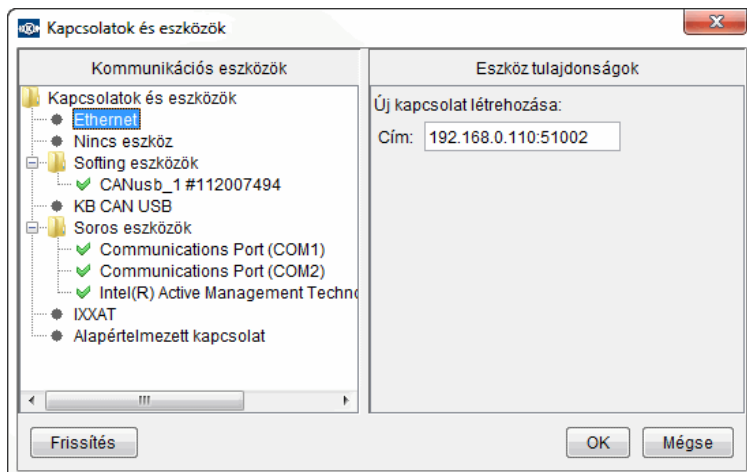 Kapcsolatok és eszközök
Kommunikációs eszközök
Kapcsolatok és eszközök
Ethernet
Nincs eszköz
Softing eszközök
CANusb_1 #112007494
KB CAN USB
Soros eszközök
Communications Port (COM1)
Communications Port (COM2)
Intel(R) Active Management Techno
IXXAT
Alapértelmezett kapcsolat
Eszköz tulajdonságok
Új kapcsolat létrehozása:
Cím: 192.168.0.110:51002
Frissítés
OK
Mégse